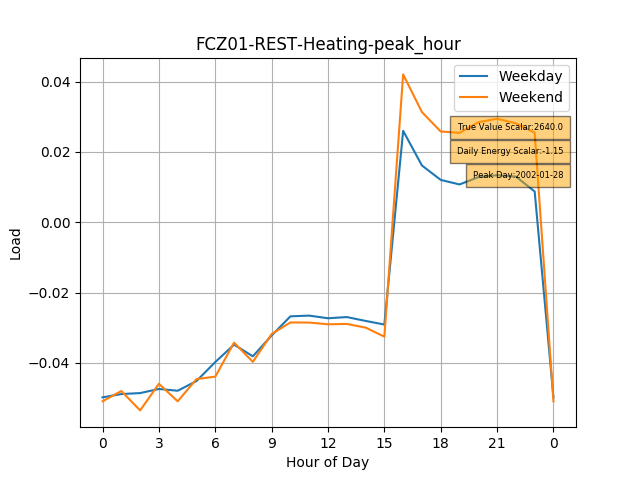 FCZ01-REST-Heating-peak_hour
Weekday
Weekend
True Value Scalar:2640.0
Daily Energy Scalar:-1.15
Peak Day:2002-01-28
0.04
0.02
0.00
−0.02
−0.04
Load
0 3 6 9 12 15 18 21 0
Hour of Day